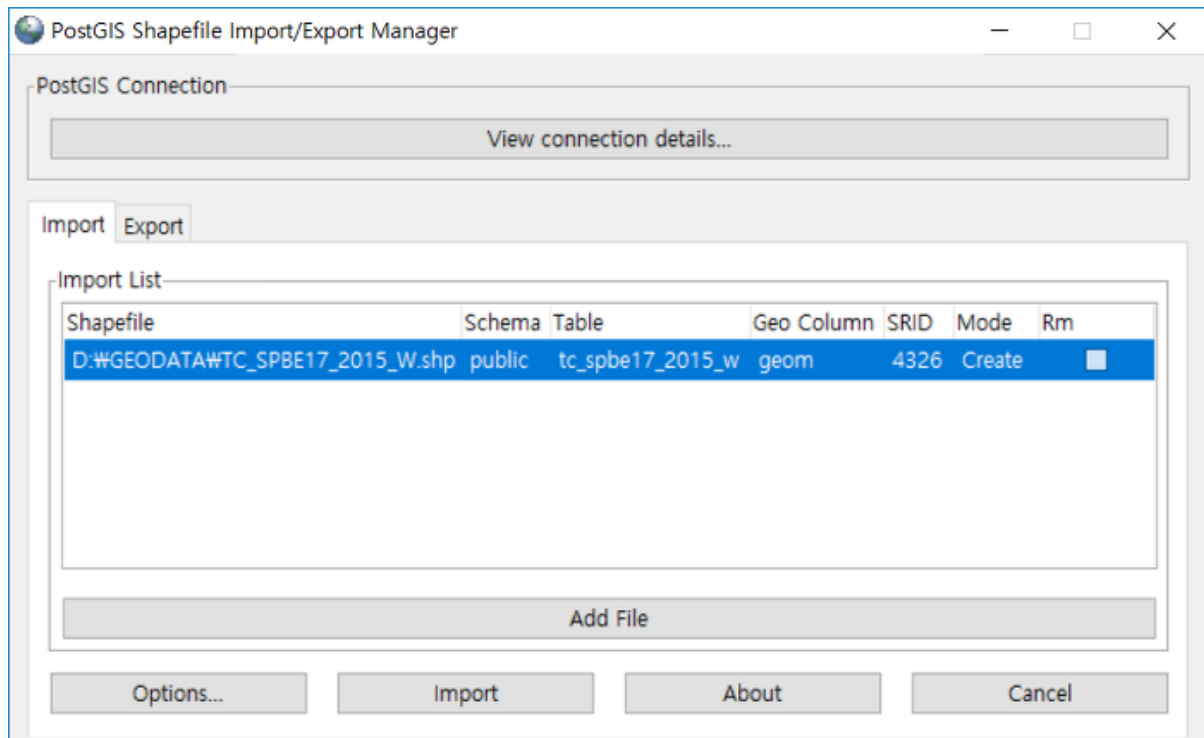 PostGIS Shapefile Import/Export Manager
PostGIS Connection
View connection details...
Import Export
Import List
Shapefile Schema Table Geo Column SRID Mode Rm
D:₩GEODATA₩TC_SPBE17_2015_W.shp public tc_spbe17_2015_w geom 4326 Create
Add File
Options... Import About Cancel